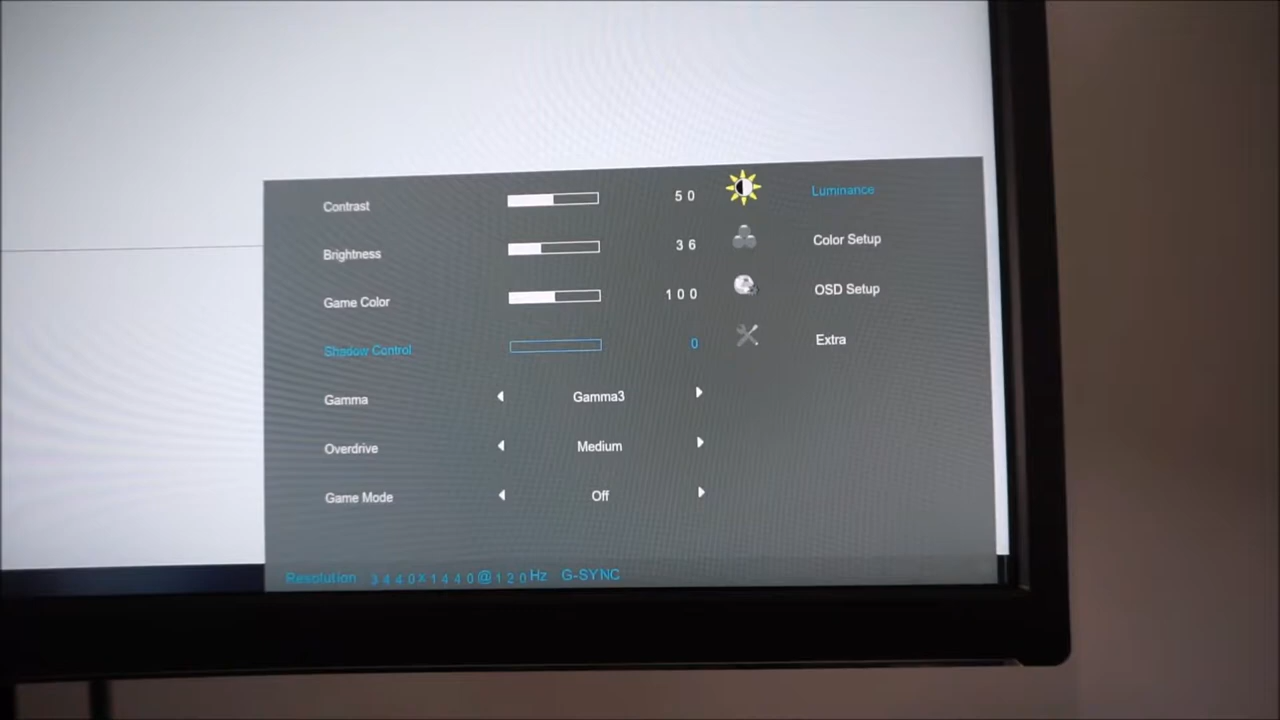 Contrast 50 Luminance
Brightness 36 Color Setup
Game Color 100 OSD Setup
Shadow Control 0 Extra
Gamma Gamma3
Overdrive Medium
Game Mode Off
Resolution 3440x1440@120Hz G-SYNC